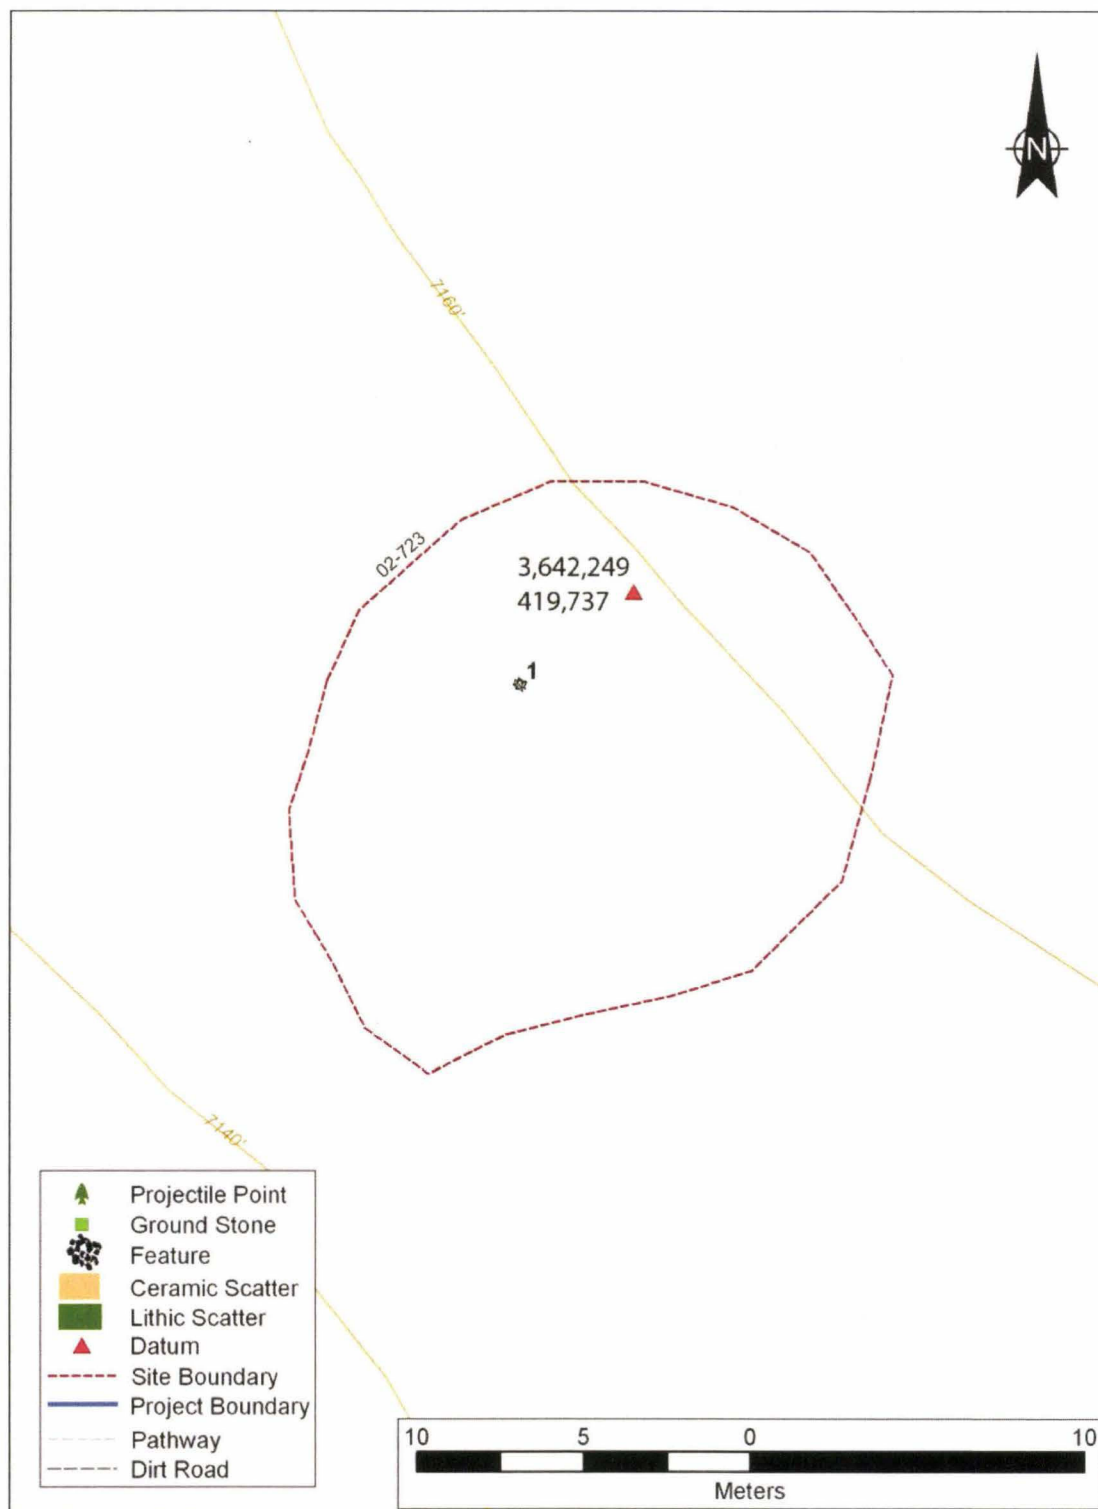 N
7160'
02-723
3,642,249
419,737
1
7140'
Projectile Point
Ground Stone
Feature
Ceramic Scatter
Lithic Scatter
Datum
Site Boundary
Project Boundary
Pathway
Dirt Road
10 5 0 10
Meters